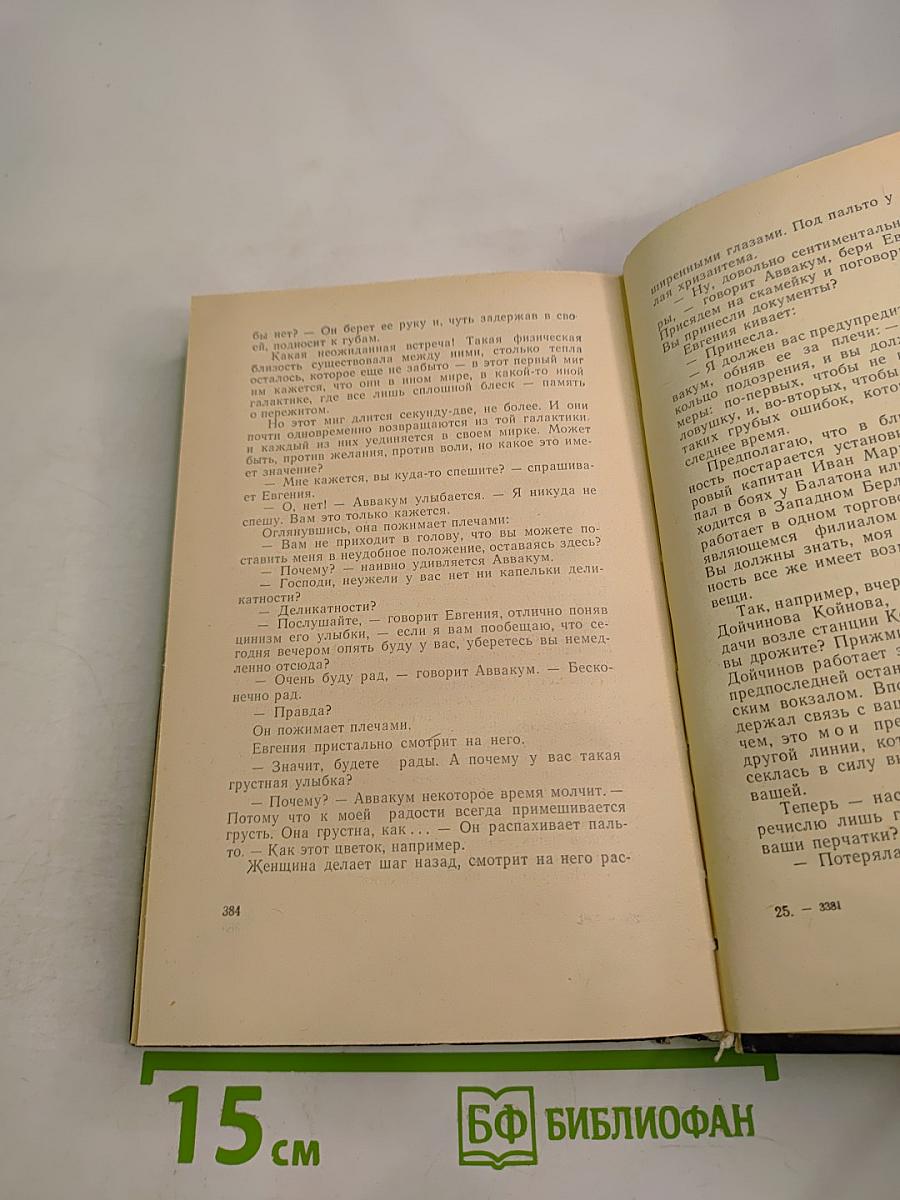 бы нет? — Он берет ее руку и, чуть задержав в сво-
ей, подносит к губам.
Какая неожиданная встреча! Такая физическая
близость существовала между ними, столько тепла
осталось, которое еще не забыто — в этот первый миг
им кажется, что они в ином мире, в какой-то иной
галактике, где все лишь сплошной блеск — память
о пережитом.
Но этот миг длится секунду-две, не более. И они
почти одновременно возвращаются из той галактики,
и каждый из них уединяется в своем мирке. Может
быть, против желания, против воли, но какое это име-
ет значение?
— Мне кажется, вы куда-то спешите? — спрашива-
ет Евгения.
— О, нет! — Аввакум улыбается. — Я никуда не
спешу. Вам это только кажется.
Оглянувшись, она пожимает плечами:
— Вам не приходит в голову, что вы можете по-
ставить меня в неудобное положение, оставаясь здесь?
— Почему? — наивно удивляется Аввакум.
— Господи, неужели у вас нет ни капельки дели-
катности?
— Деликатности?
— Послушайте, — говорит Евгения, отлично поняв
цинизм его улыбки, — если я вам пообещаю, что се-
годня вечером опять буду у вас, уберетесь вы немед-
ленно отсюда?
— Очень буду рад, — говорит Аввакум. — Беско-
нечно рад.
— Правда?
Он пожимает плечами.
Евгения пристально смотрит на него.
— Значит, будете рады. А почему у вас такая
грустная улыбка?
— Почему? — Аввакум некоторое время молчит. —
Потому что к моей радости всегда примешивается
грусть. Она грустна, как... — Он распахивает паль-
то. — Как этот цветок, например.
Женщина делает шаг назад, смотрит на него рас-
384
ширенными глазами. Под пальто у
лая хризантема.
— Ну, довольно сентиментальн
ры, — говорит Аввакум, беря Ев
Присядем на скамейку и поговор
Вы принесли документы?
Евгения кивает:
— Принесла.
— Я должен вас предупредит
вакум, обняв ее за плечи: —
кольцо подозрения, и вы долж
меры: по-первых, чтобы не п
ловушку, и, во-вторых, чтобы
таких грубых ошибок, кото
следнее время.
Предполагаю, что в бли
ность постарается установи
ровый капитан Иван Мари
пал в боях у Балатона или
ходится в Западном Берл
работает в одном торгово
являющемся филиалом
Вы должны знать, моя
ность все же имеет возм
вещи.
Так, например, вчер
Дойчинова Койнова,
дачи возле станции К
вы дрожите? Прижми
Дойчинов работает з
предпоследней остан
ским вокзалом. Впо
держал связь с ваш
чем, это мои пре
другой линии, кот
секлась в силу вы
вашей.
Теперь — нас
речислю лишь г
ваши перчатки?
— Потеряла
25. — 3381
15 см
БФ БИБЛИОФАН